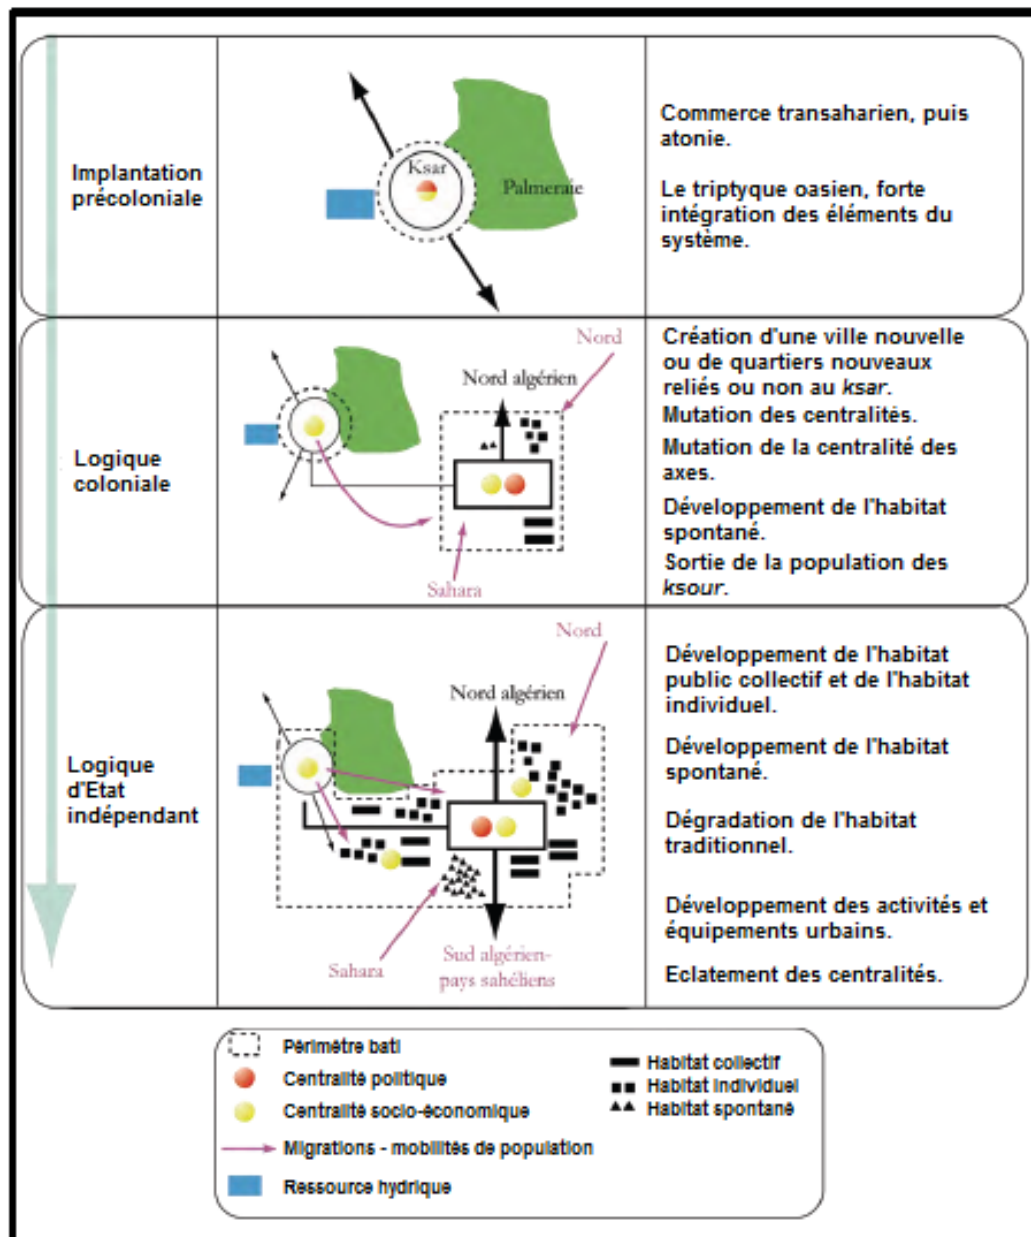 Implantation
précoloniale
Ksar
Palmeraie
Commerce transaharien, puis
atonie.
Le triptyque oasien, forte
intégration des éléments du
système.
Logique
coloniale
Nord
Nord algérien
Sahara
Création d'une ville nouvelle
ou de quartiers nouveaux
reliés ou non au ksar.
Mutation des centralités.
Mutation de la centralité des
axes.
Développement de l'habitat
spontané.
Sortie de la population des
ksour.
Logique
d'Etat
indépendant
Nord
Nord algérien
Sahara
Sud algérien-
pays sahéliens
Développement de l'habitat
public collectif et de l'habitat
individuel.
Développement de l'habitat
spontané.
Dégradation de l'habitat
traditionnel.
Développement des activités et
équipements urbains.
Eclatement des centralités.
Périmètre bati
Centralité politique
Centralité socio-économique
Migrations - mobilités de population
Ressource hydrique
Habitat collectif
Habitat individuel
Habitat spontané